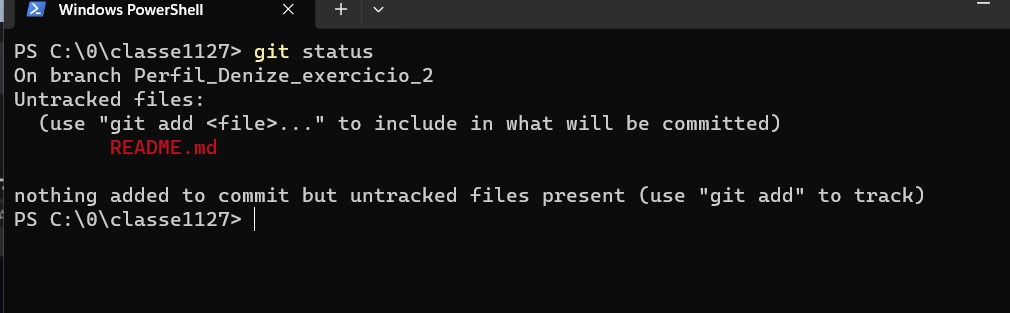 Windows PowerShell
PS C:\0\classe1127> git status
On branch Perfil_Denize_exercicio_2
Untracked files:
  (use "git add <file>..." to include in what will be committed)
        README.md
nothing added to commit but untracked files present (use "git add" to track)
PS C:\0\classe1127>